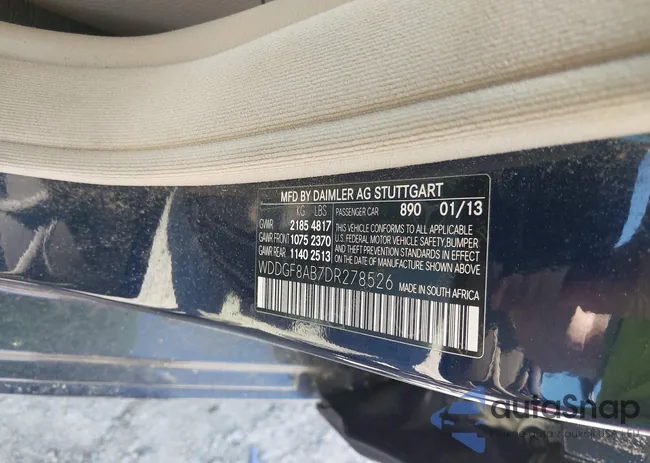 MFD BY DAIMLER AG STUTTGART
KG LBS PASSENGER CAR 890 01/13
GVWR 2185 4817 THIS VEHICLE CONFORMS TO ALL APPLICABLE
GAWR FRONT 1075 2370 U.S. FEDERAL MOTOR VEHICLE SAFETY, BUMPER
GAWR REAR 1140 2513 AND THEFT PREVENTION STANDARDS IN EFFECT
ON THE DATE OF MANUFACTURE SHOWN ABOVE.
WDDGF8AB7DR278526 MADE IN SOUTH AFRICA
autoSnap